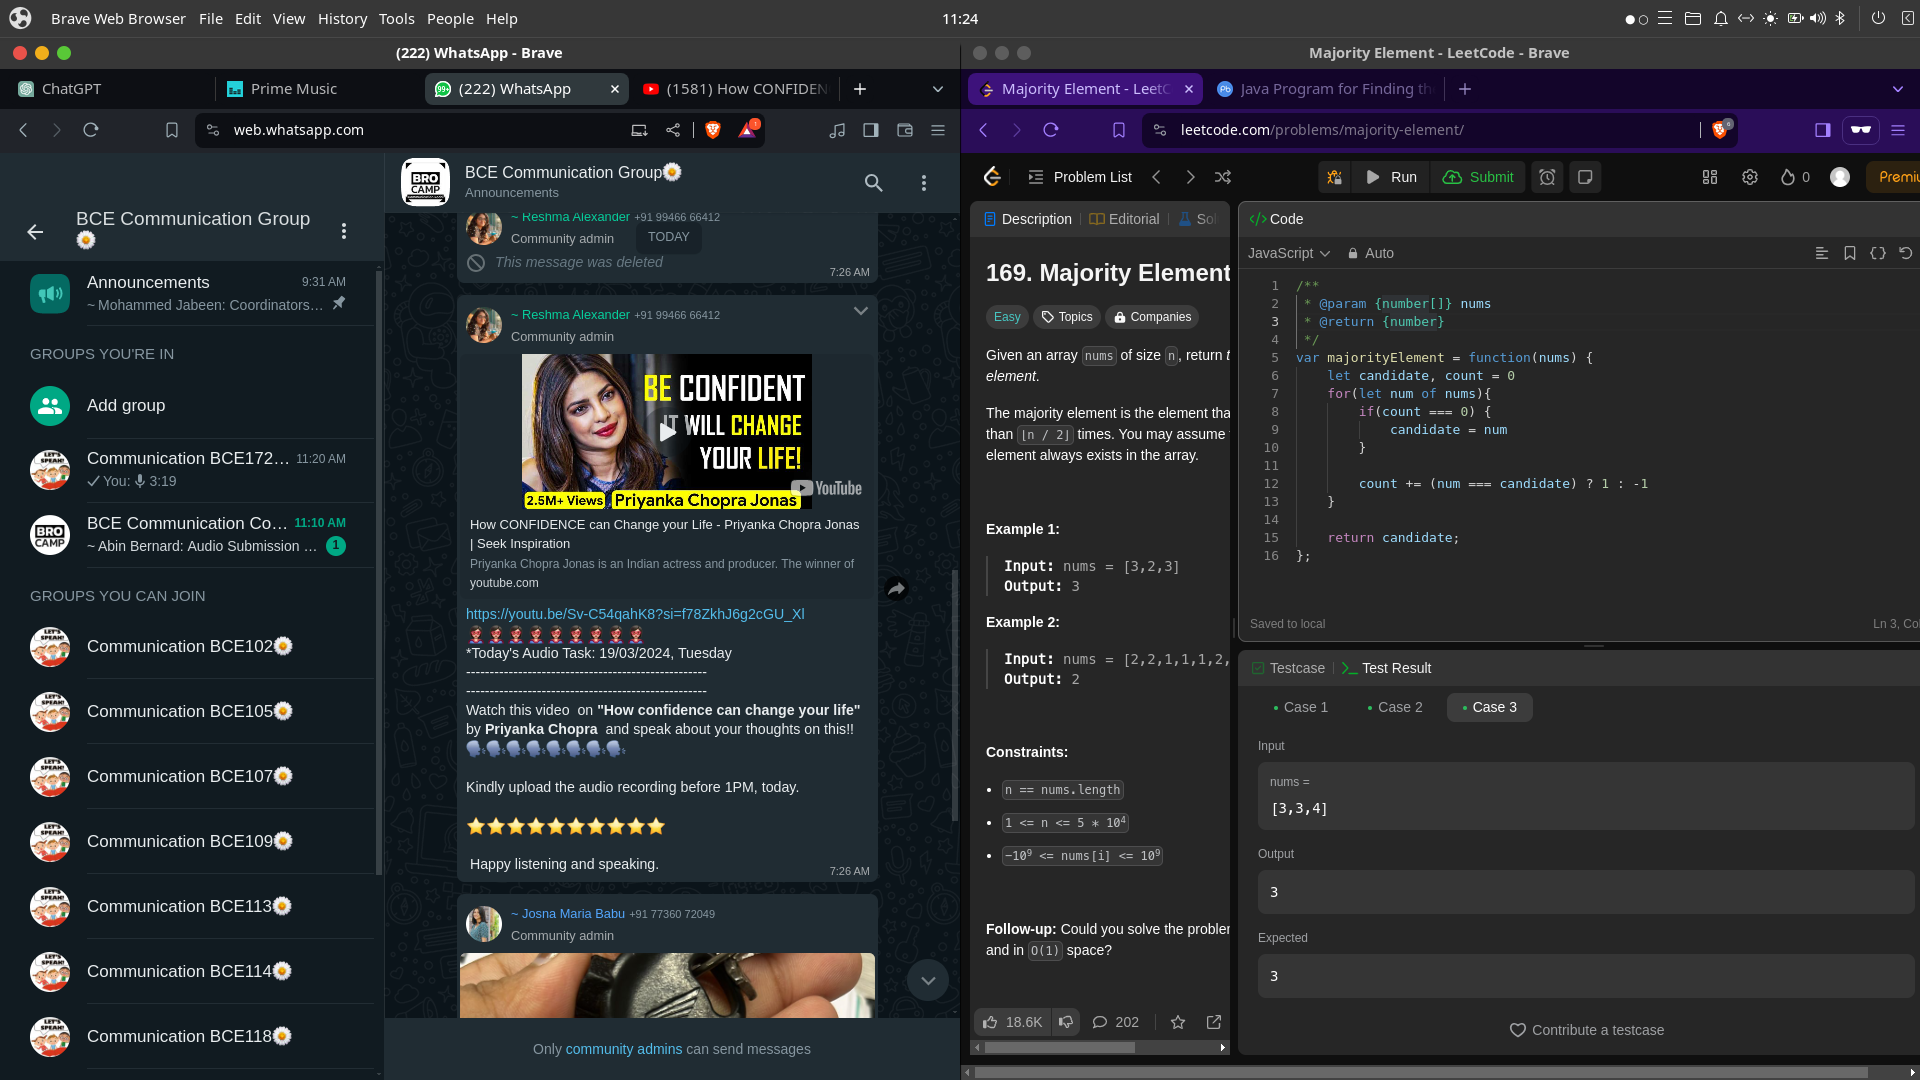 Brave Web Browser File Edit View History Tools People Help
11:24
(222) WhatsApp - Brave
ChatGPT
Prime Music
(222) WhatsApp
(1581) How CONFIDEN
web.whatsapp.com
BCE Communication Group
Announcements
9:31 AM
~ Mohammed Jabeen: Coordinators...
GROUPS YOU'RE IN
Add group
Communication BCE172...
11:20 AM
You: 3:19
BCE Communication Co...
11:10 AM
~ Abin Bernard: Audio Submission ...
1
GROUPS YOU CAN JOIN
Communication BCE102
Communication BCE105
Communication BCE107
Communication BCE109
Communication BCE113
Communication BCE114
Communication BCE118
BRO CAMP
BCE Communication Group
Announcements
~ Reshma Alexander +91 99466 66412
Community admin
TODAY
This message was deleted
7:26 AM
~ Reshma Alexander +91 99466 66412
Community admin
BE CONFIDENT
IT WILL CHANGE
YOUR LIFE!
YouTube
2.5M+ Views Priyanka Chopra Jonas
How CONFIDENCE can Change your Life - Priyanka Chopra Jonas
| Seek Inspiration
Priyanka Chopra Jonas is an Indian actress and producer. The winner of
youtube.com
https://youtu.be/Sv-C54qahK8?si=f78ZkhJ6g2cGU_Xl
*Today's Audio Task: 19/03/2024, Tuesday
---------------------------------------------------
---------------------------------------------------
Watch this video on "How confidence can change your life"
by Priyanka Chopra and speak about your thoughts on this!!
Kindly upload the audio recording before 1PM, today.
Happy listening and speaking.
7:26 AM
~ Josna Maria Babu +91 77360 72049
Community admin
Only community admins can send messages
Majority Element - LeetCode - Brave
Majority Element - LeetC
Java Program for Finding th
leetcode.com/problems/majority-element/
Problem List
Run
Submit
0
Premiu
Description
Editorial
Sol
169. Majority Element
Easy
Topics
Companies
Given an array nums of size n, return t
element.
The majority element is the element tha
than ⌊n / 2⌋ times. You may assume
element always exists in the array.
Example 1:
Input: nums = [3,2,3]
Output: 3
Example 2:
Input: nums = [2,2,1,1,1,2,
Output: 2
Constraints:
n == nums.length
1 <= n <= 5 * 10⁴
-10⁹ <= nums[i] <= 10⁹
Follow-up: Could you solve the problem
and in O(1) space?
18.6K
202
Code
JavaScript
Auto
1 /**
2 * @param {number[]} nums
3 * @return {number}
4 */
5 var majorityElement = function(nums) {
6 let candidate, count = 0
7 for(let num of nums){
8 if(count === 0) {
9 candidate = num
10 }
11
12 count += (num === candidate) ? 1 : -1
13 }
14
15 return candidate;
16 };
Saved to local
Ln 3, Col
Testcase
Test Result
Case 1
Case 2
Case 3
Input
nums =
[3,3,4]
Output
3
Expected
3
Contribute a testcase